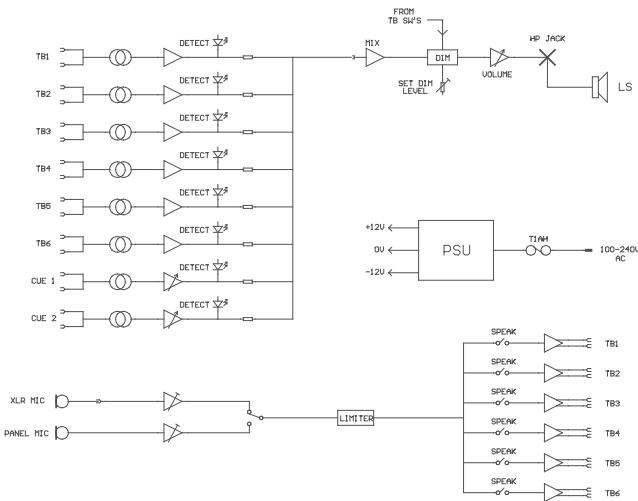 FROM
TB SW'S
TB1
DETECT
MIX
DIM
VOLUME
HP JACK
LS
SET DIM
LEVEL
TB2
DETECT
TB3
DETECT
TB4
DETECT
TB5
DETECT
TB6
DETECT
CUE 1
DETECT
CUE 2
DETECT
+12V
0V
-12V
PSU
T1AH
100-240V
AC
XLR MIC
PANEL MIC
LIMITER
SPEAK
TB1
SPEAK
TB2
SPEAK
TB3
SPEAK
TB4
SPEAK
TB5
SPEAK
TB6